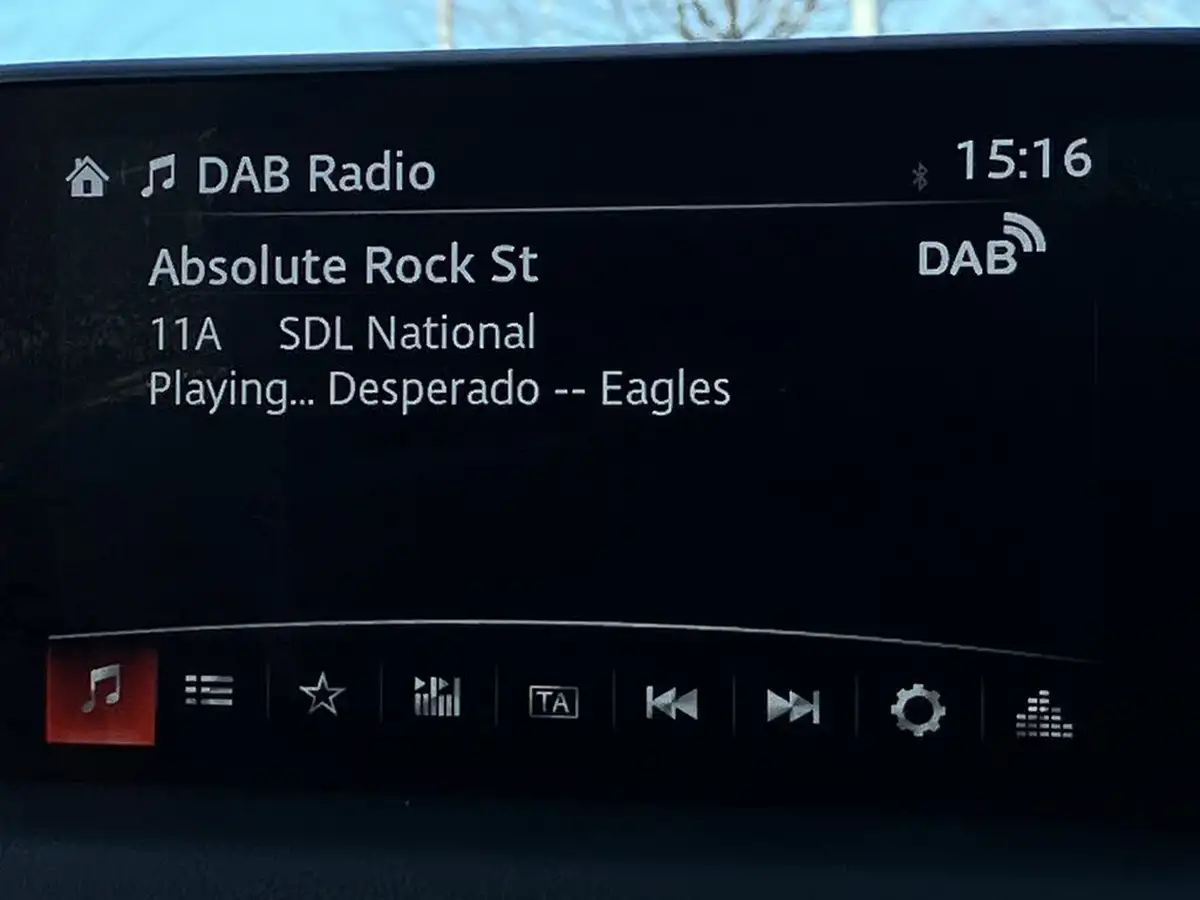 DAB Radio 15:16
Absolute Rock St DAB
11A SDL National
Playing... Desperado -- Eagles
TA